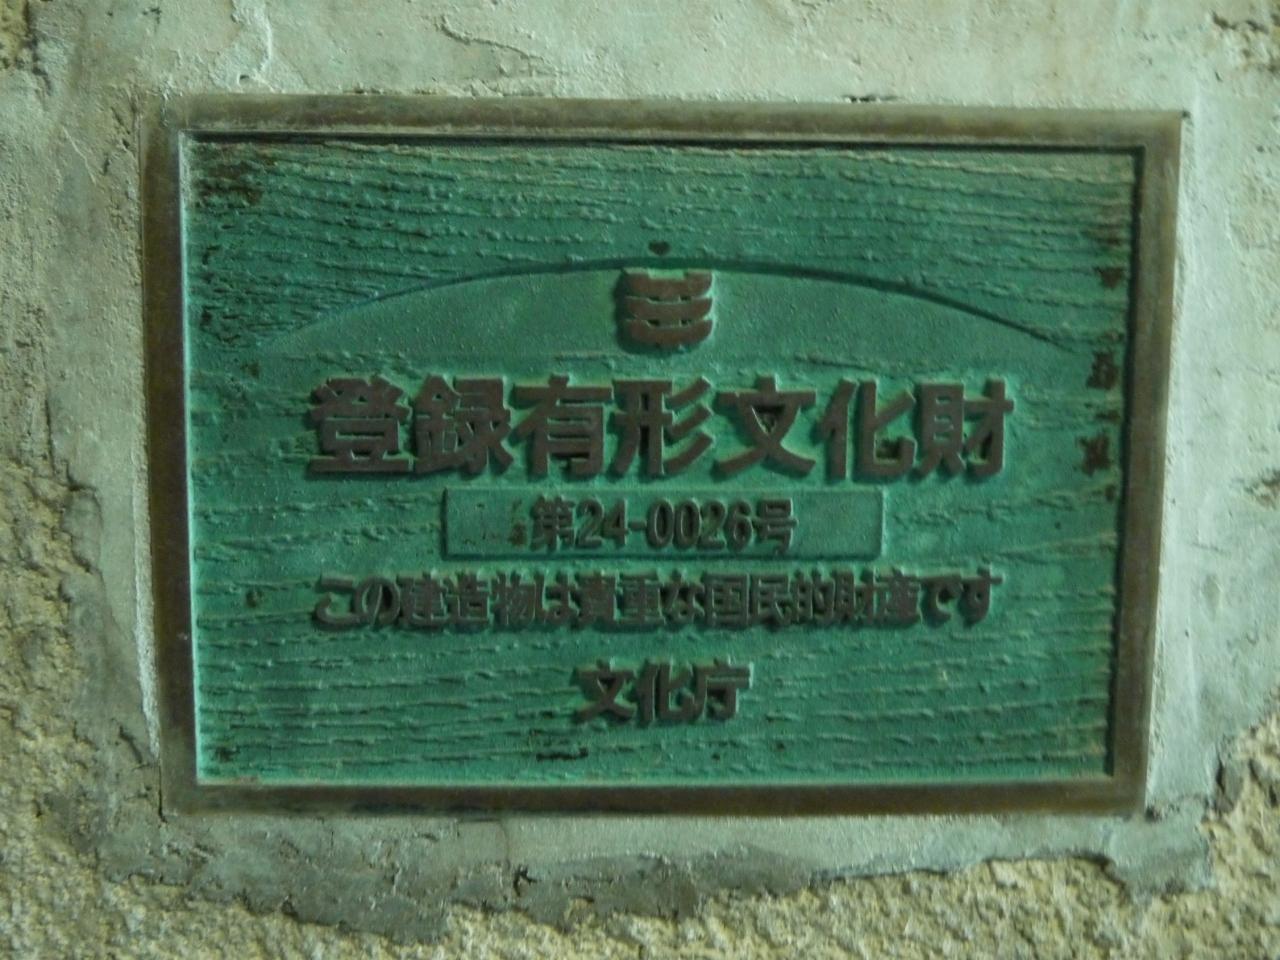 登録有形文化財
第24-0026号
この建造物は貴重な国民的財産です
文化庁